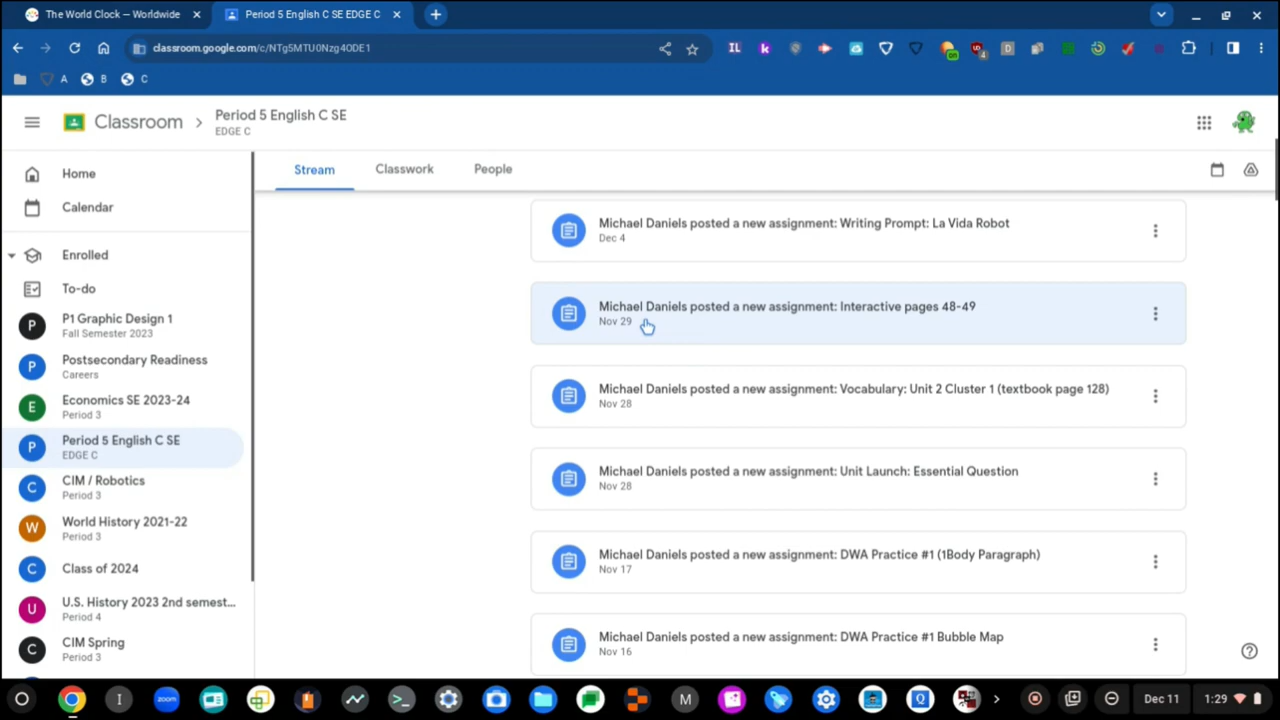 The World Clock — Worldwide
Period 5 English C SE EDGE C
classroom.google.com/c/NTg5MTU0Nzg4ODE1
A
B
C
Classroom
Period 5 English C SE
EDGE C
Home
Calendar
Enrolled
To-do
P1 Graphic Design 1
Fall Semester 2023
Postsecondary Readiness
Careers
Economics SE 2023-24
Period 3
Period 5 English C SE
EDGE C
CIM / Robotics
Period 3
World History 2021-22
Period 3
Class of 2024
U.S. History 2023 2nd semest...
Period 4
CIM Spring
Period 3
Stream
Classwork
People
Michael Daniels posted a new assignment: Writing Prompt: La Vida Robot
Dec 4
Michael Daniels posted a new assignment: Interactive pages 48-49
Nov 29
Michael Daniels posted a new assignment: Vocabulary: Unit 2 Cluster 1 (textbook page 128)
Nov 28
Michael Daniels posted a new assignment: Unit Launch: Essential Question
Nov 28
Michael Daniels posted a new assignment: DWA Practice #1 (1Body Paragraph)
Nov 17
Michael Daniels posted a new assignment: DWA Practice #1 Bubble Map
Nov 16
Dec 11
1:29